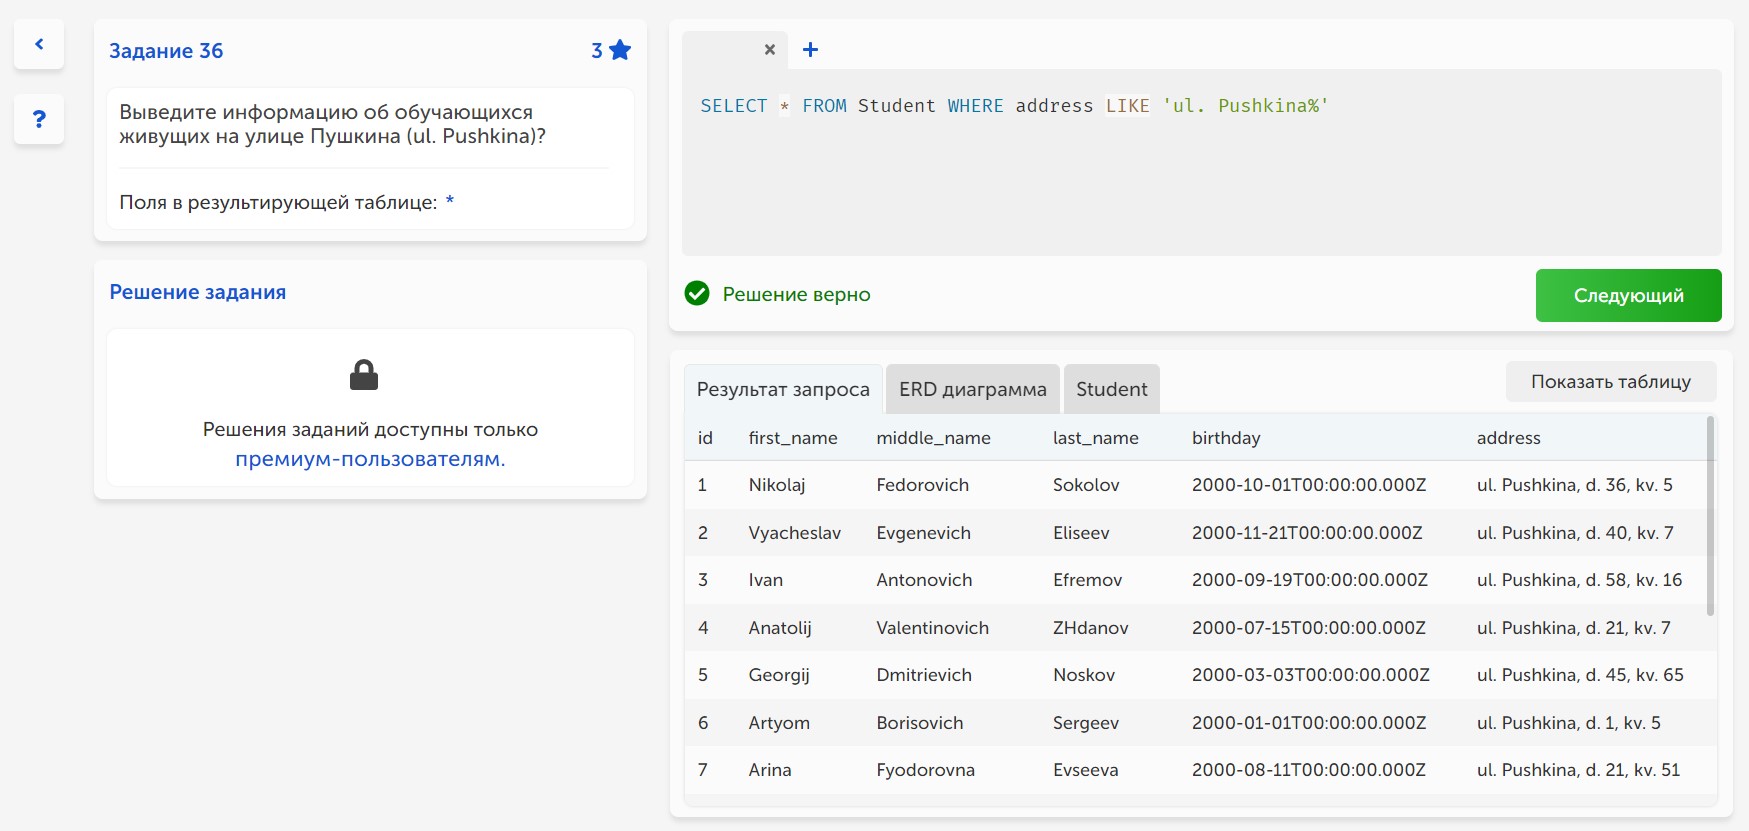 Задание 36
3
Выведите информацию об обучающихся
живущих на улице Пушкина (ul. Pushkina)?
Поля в результирующей таблице: *
?
Решение задания
Решения заданий доступны только
премиум-пользователям.
SELECT * FROM Student WHERE address LIKE 'ul. Pushkina%'
Решение верно
Следующий
Результат запроса ERD диаграмма Student Показать таблицу
id first_name middle_name last_name birthday address
1 Nikolaj Fedorovich Sokolov 2000-10-01T00:00:00.000Z ul. Pushkina, d. 36, kv. 5
2 Vyacheslav Evgenevich Eliseev 2000-11-21T00:00:00.000Z ul. Pushkina, d. 40, kv. 7
3 Ivan Antonovich Efremov 2000-09-19T00:00:00.000Z ul. Pushkina, d. 58, kv. 16
4 Anatolij Valentinovich ZHdanov 2000-07-15T00:00:00.000Z ul. Pushkina, d. 21, kv. 7
5 Georgij Dmitrievich Noskov 2000-03-03T00:00:00.000Z ul. Pushkina, d. 45, kv. 65
6 Artyom Borisovich Sergeev 2000-01-01T00:00:00.000Z ul. Pushkina, d. 1, kv. 5
7 Arina Fyodorovna Evseeva 2000-08-11T00:00:00.000Z ul. Pushkina, d. 21, kv. 51